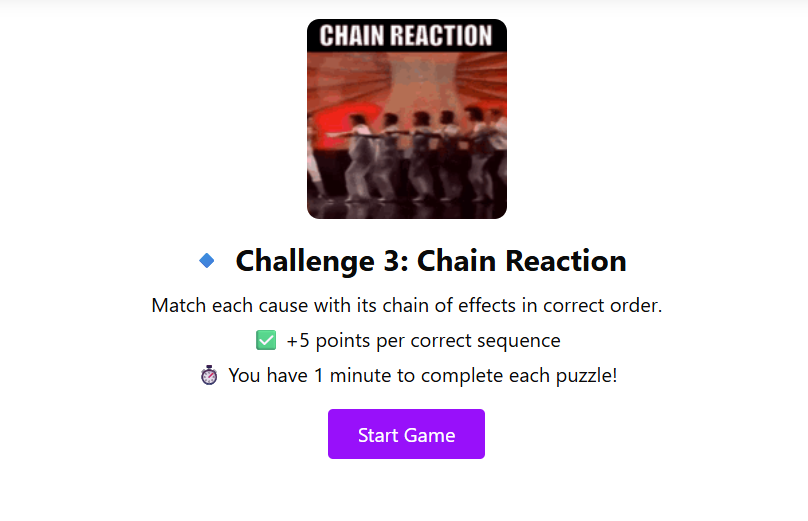 CHAIN REACTION
🔹 Challenge 3: Chain Reaction
Match each cause with its chain of effects in correct order.
✅ +5 points per correct sequence
⏱ You have 1 minute to complete each puzzle!
Start Game